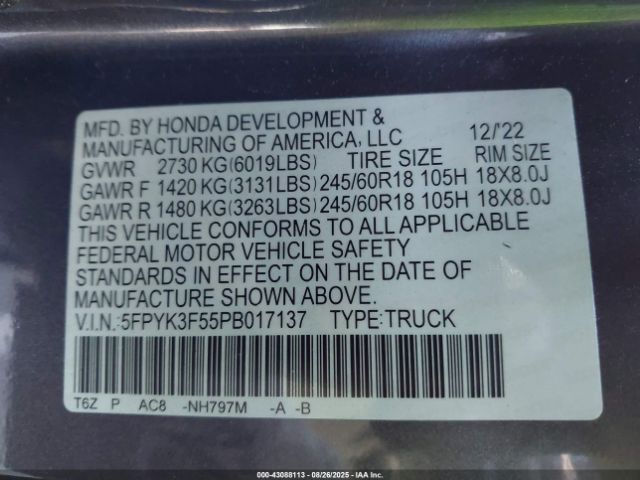 MFD. BY HONDA DEVELOPMENT &
MANUFACTURING OF AMERICA, LLC 12/'22
GVWR 2730 KG(6019LBS) TIRE SIZE RIM SIZE
GAWR F 1420 KG(3131LBS) 245/60R18 105H 18X8.0J
GAWR R 1480 KG(3263LBS) 245/60R18 105H 18X8.0J
THIS VEHICLE CONFORMS TO ALL APPLICABLE
FEDERAL MOTOR VEHICLE SAFETY
STANDARDS IN EFFECT ON THE DATE OF
MANUFACTURE SHOWN ABOVE.
V.I.N.:5FPYK3F55PB017137 TYPE:TRUCK
T6Z P AC8 -NH797M -A -B
000-43088113 | 08/26/2025 | IAA Inc.